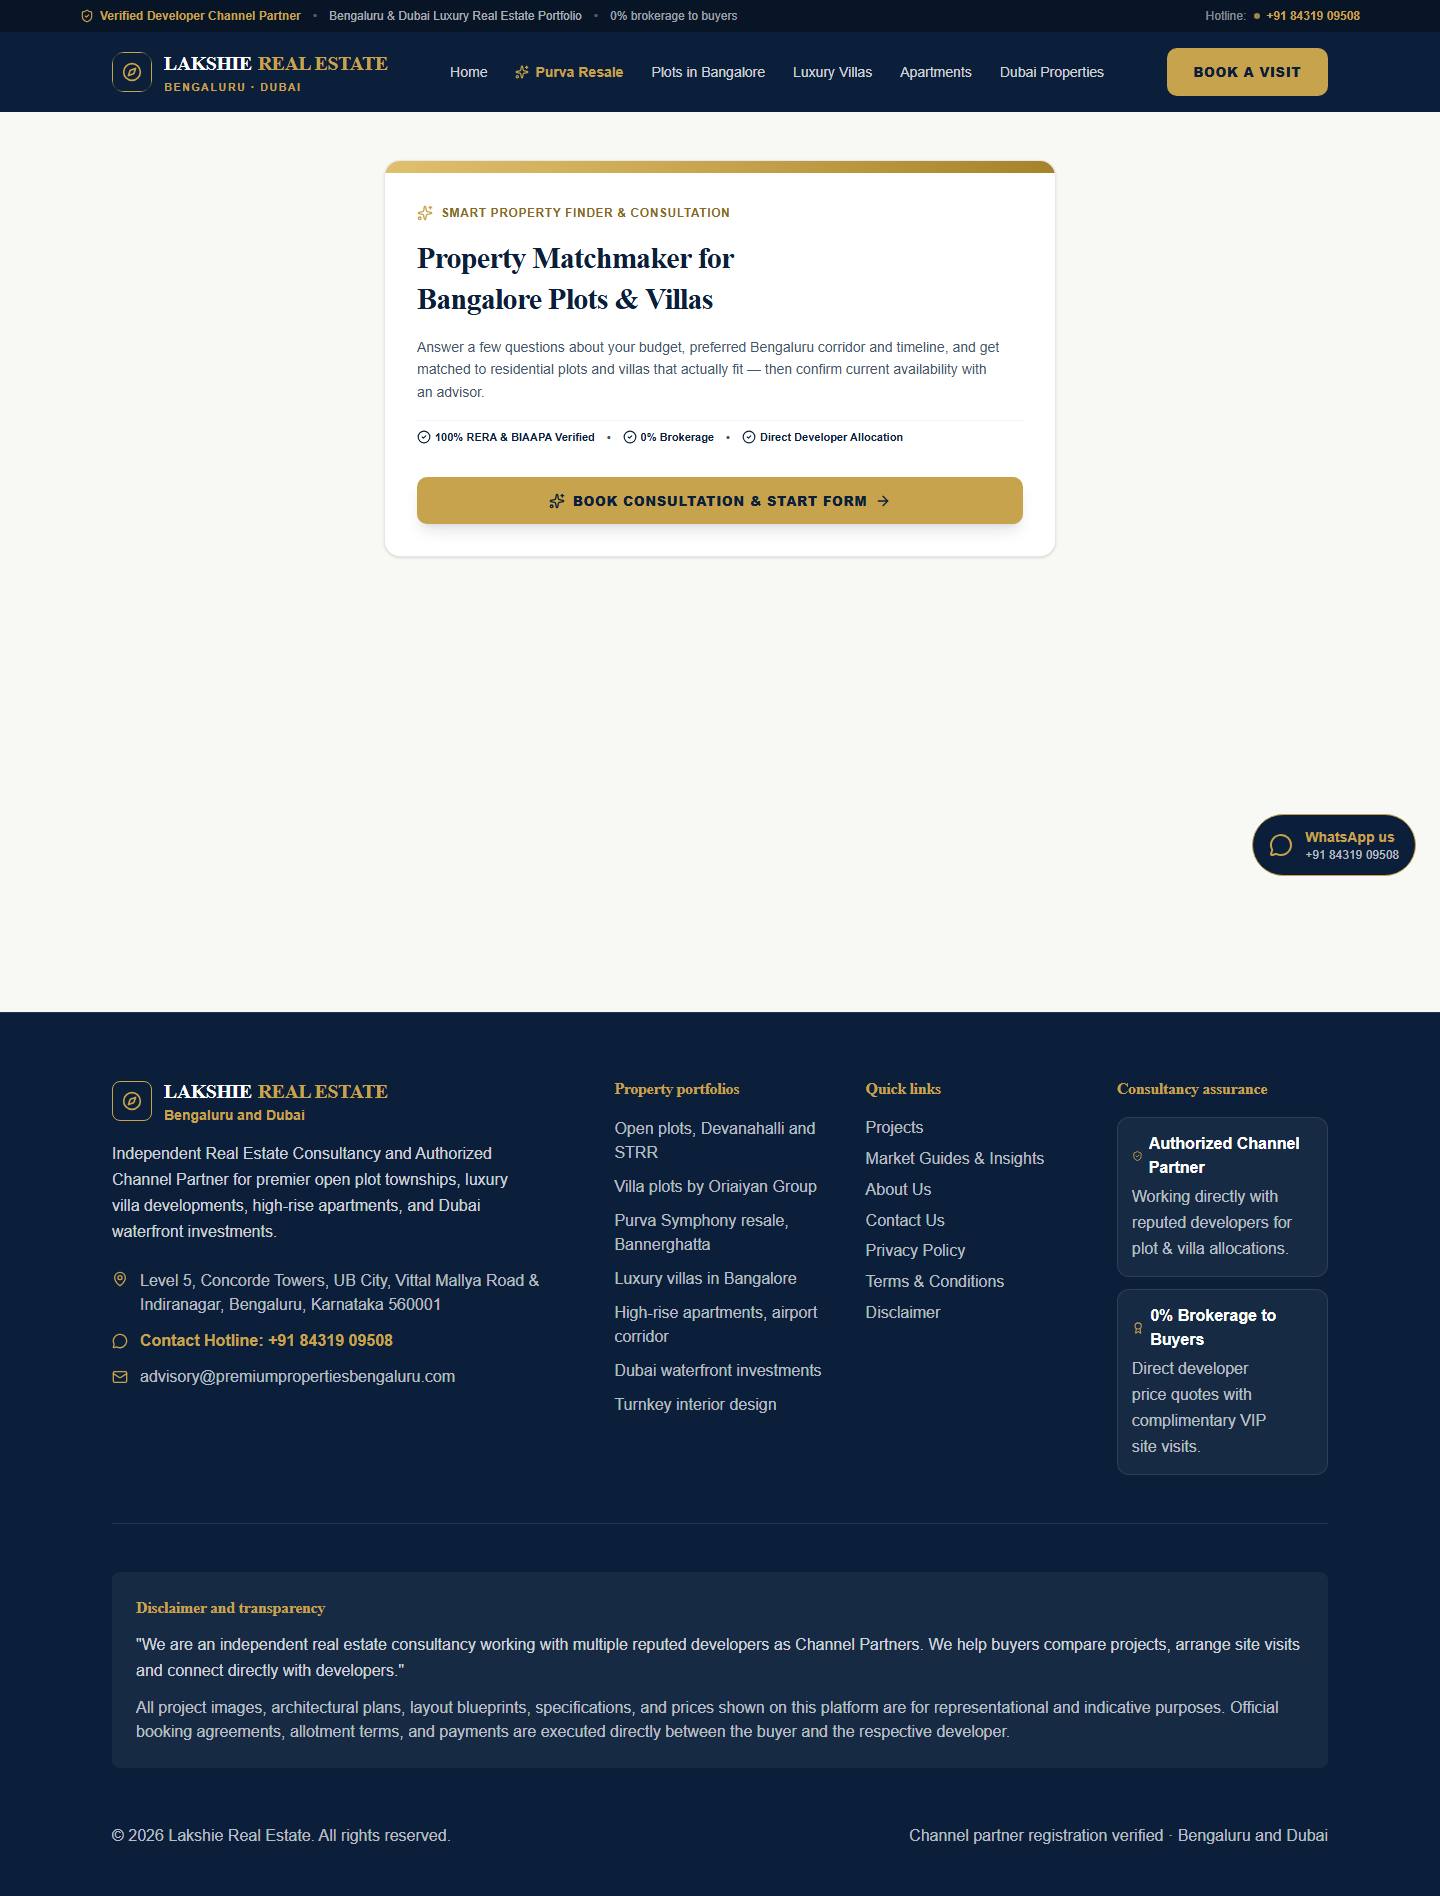 Verified Developer Channel Partner • Bengaluru & Dubai Luxury Real Estate Portfolio • 0% brokerage to buyers
Hotline: • +91 84319 09508
LAKSHIE REAL ESTATE
BENGALURU • DUBAI
Home
Purva Resale
Plots in Bangalore
Luxury Villas
Apartments
Dubai Properties
BOOK A VISIT
SMART PROPERTY FINDER & CONSULTATION
Property Matchmaker for
Bangalore Plots & Villas
Answer a few questions about your budget, preferred Bengaluru corridor and timeline, and get
matched to residential plots and villas that actually fit — then confirm current availability with
an advisor.
100% RERA & BIAAPA Verified • 0% Brokerage • Direct Developer Allocation
BOOK CONSULTATION & START FORM →
WhatsApp us
+91 84319 09508
LAKSHIE REAL ESTATE
Bengaluru and Dubai
Independent Real Estate Consultancy and Authorized
Channel Partner for premier open plot townships, luxury
villa developments, high-rise apartments, and Dubai
waterfront investments.
Level 5, Concorde Towers, UB City, Vittal Mallya Road &
Indiranagar, Bengaluru, Karnataka 560001
Contact Hotline: +91 84319 09508
advisory@premiumpropertiesbengaluru.com
Property portfolios
Open plots, Devanahalli and
STRR
Villa plots by Oriaiyan Group
Purva Symphony resale,
Bannerghatta
Luxury villas in Bangalore
High-rise apartments, airport
corridor
Dubai waterfront investments
Turnkey interior design
Quick links
Projects
Market Guides & Insights
About Us
Contact Us
Privacy Policy
Terms & Conditions
Disclaimer
Consultancy assurance
Authorized Channel
Partner
Working directly with
reputed developers for
plot & villa allocations.
0% Brokerage to
Buyers
Direct developer
price quotes with
complimentary VIP
site visits.
Disclaimer and transparency
"We are an independent real estate consultancy working with multiple reputed developers as Channel Partners. We help buyers compare projects, arrange site visits
and connect directly with developers."
All project images, architectural plans, layout blueprints, specifications, and prices shown on this platform are for representational and indicative purposes. Official
booking agreements, allotment terms, and payments are executed directly between the buyer and the respective developer.
© 2026 Lakshie Real Estate. All rights reserved.
Channel partner registration verified · Bengaluru and Dubai